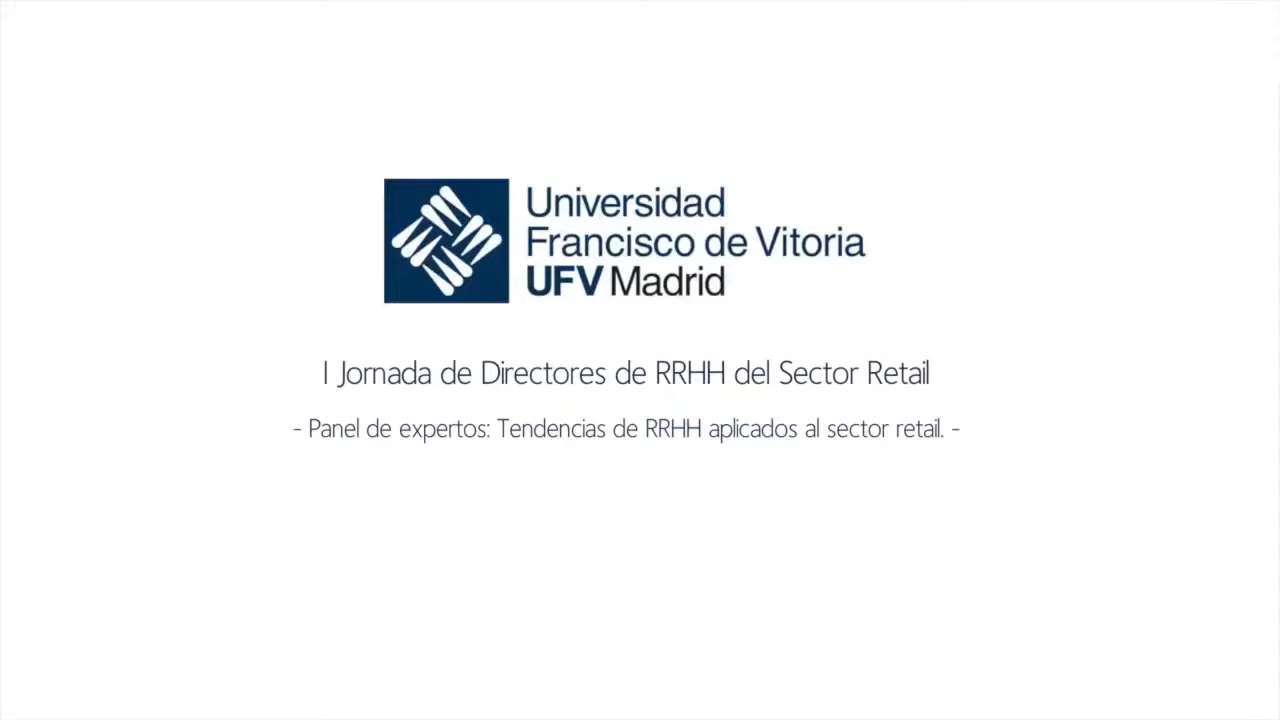 Universidad
Francisco de Vitoria
UFV Madrid
I Jornada de Directores de RRHH del Sector Retail
- Panel de expertos: Tendencias de RRHH aplicados al sector retail. -